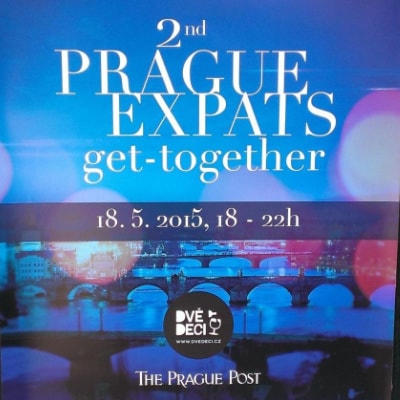 2nd
PRAGUE
EXPATS
get-together
18. 5. 2015, 18 - 22h
DVĚ
DECI
WWW.DVEDECI.CZ
THE PRAGUE POST